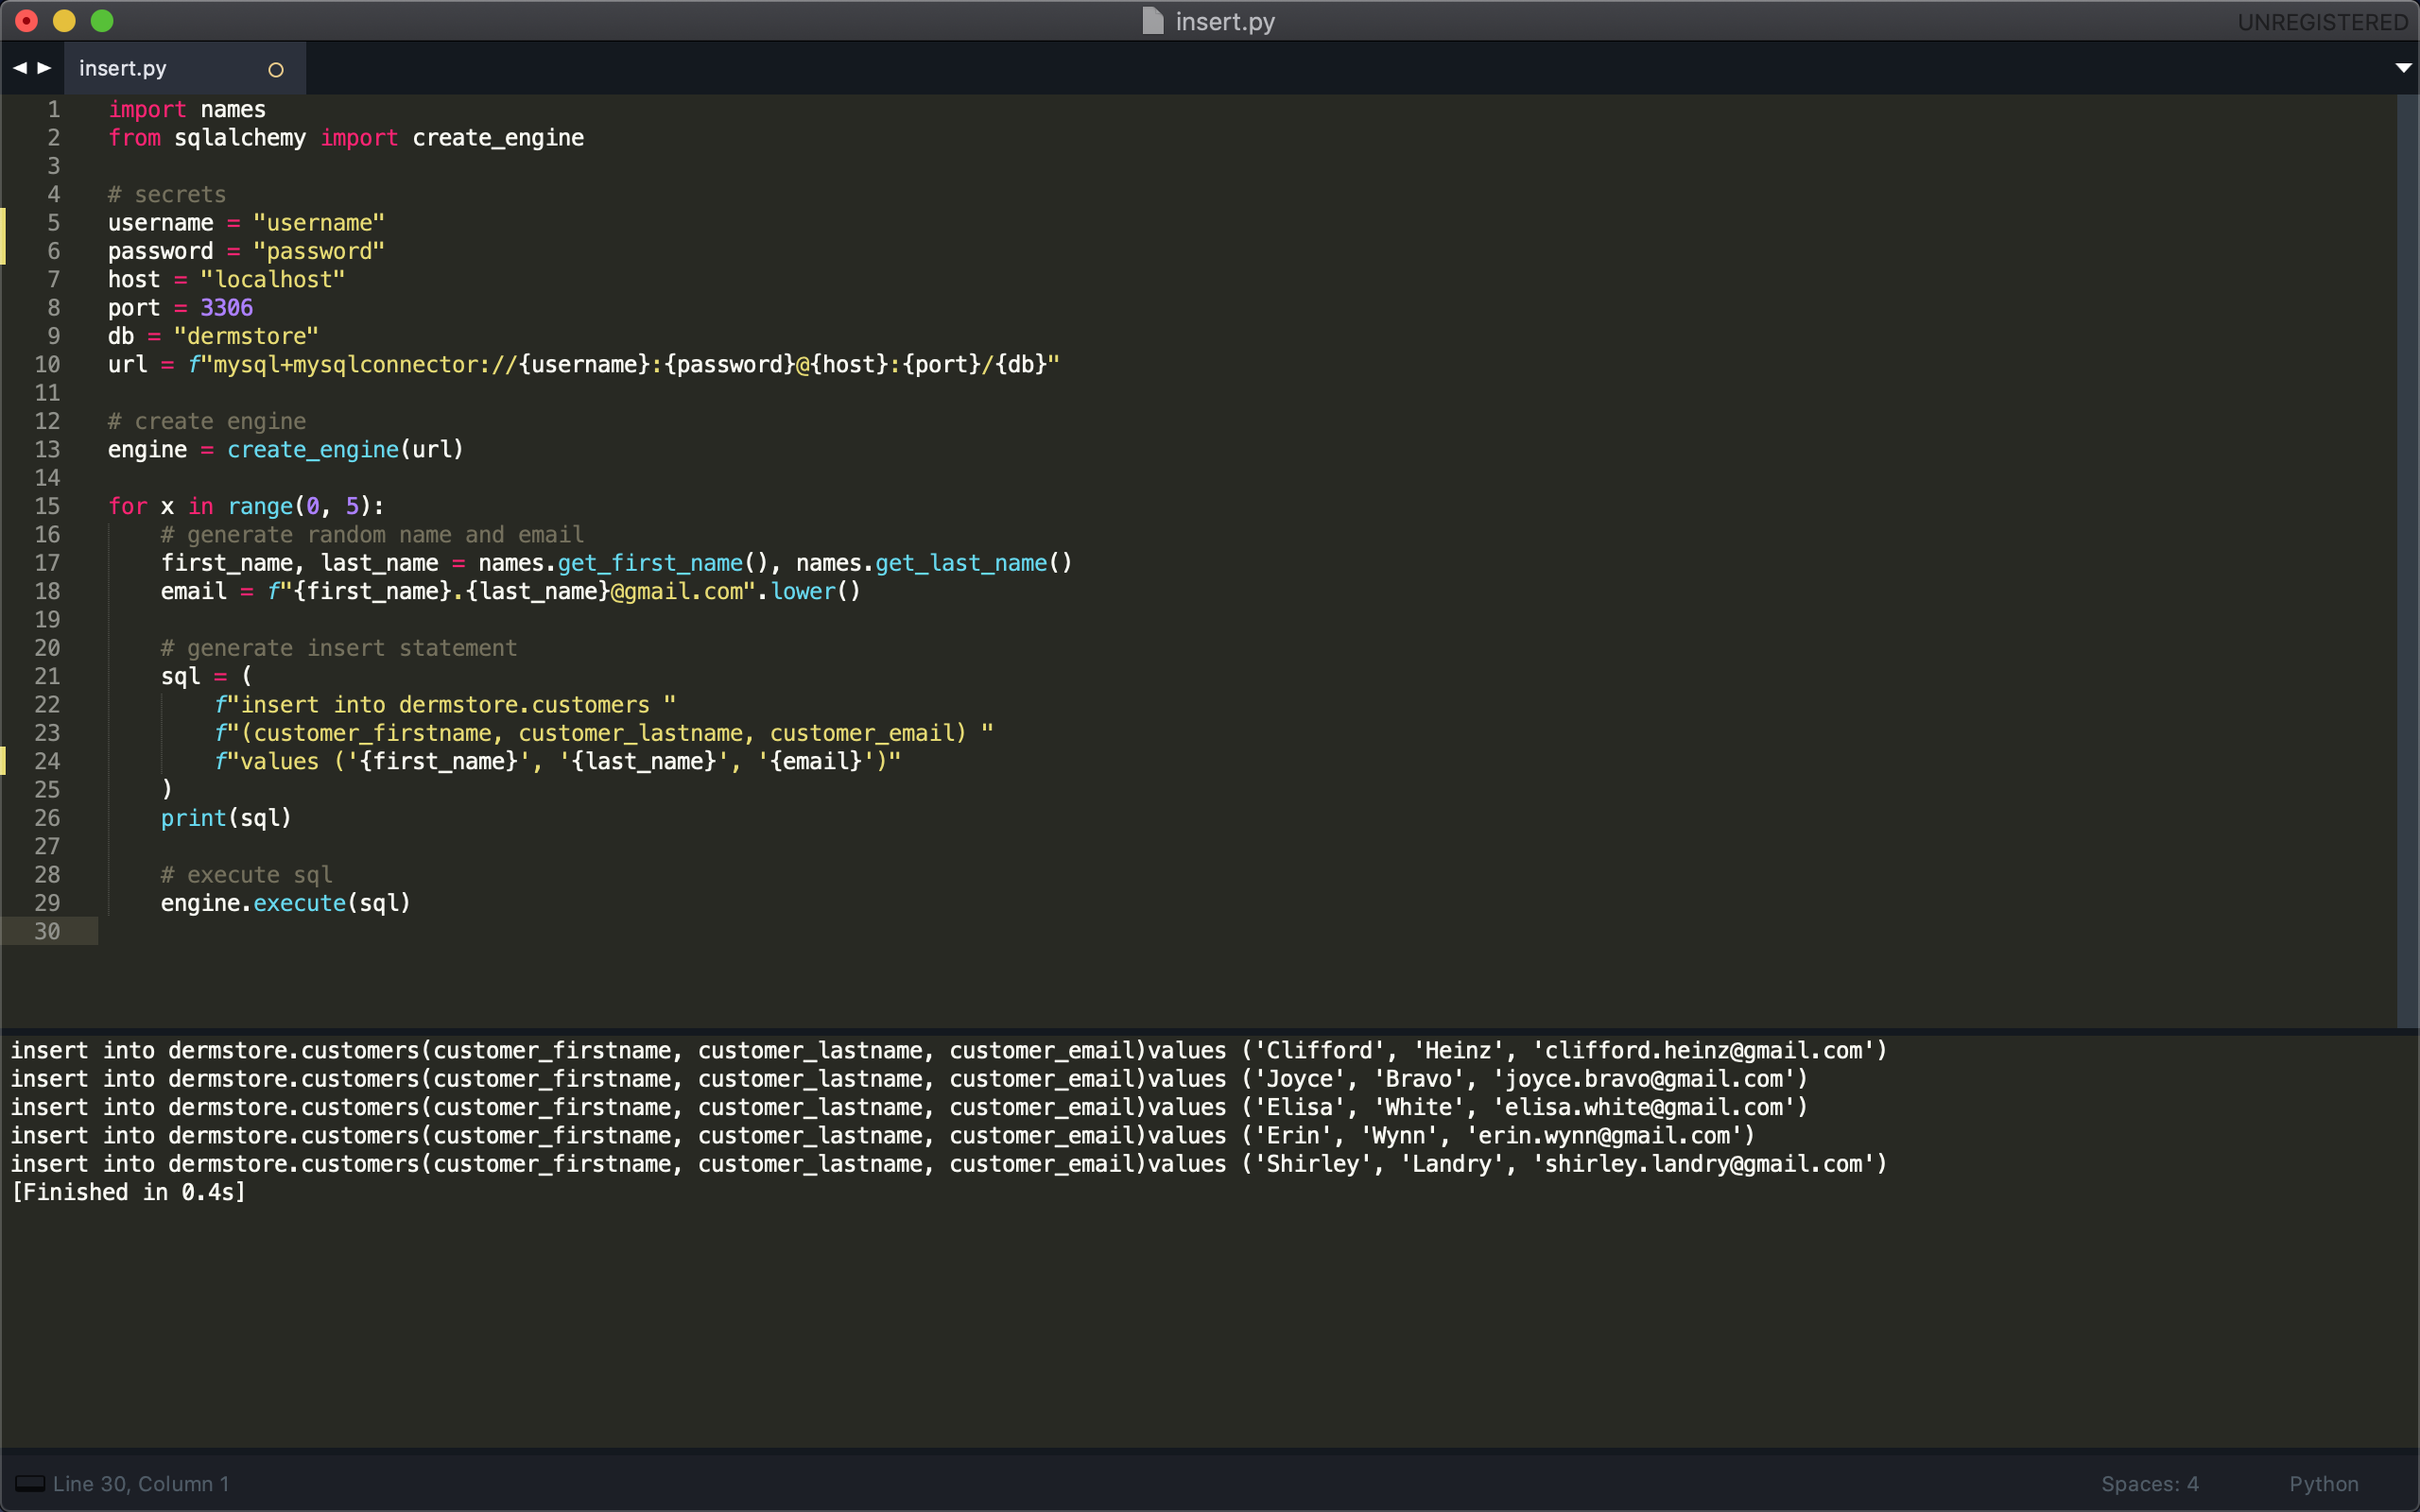 insert.py
UNREGISTERED
insert.py
1 import names
2 from sqlalchemy import create_engine
3
4 # secrets
5 username = "username"
6 password = "password"
7 host = "localhost"
8 port = 3306
9 db = "dermstore"
10 url = f"mysql+mysqlconnector://{username}:{password}@{host}:{port}/{db}"
11
12 # create engine
13 engine = create_engine(url)
14
15 for x in range(0, 5):
16     # generate random name and email
17     first_name, last_name = names.get_first_name(), names.get_last_name()
18     email = f"{first_name}.{last_name}@gmail.com".lower()
19
20     # generate insert statement
21     sql = (
22         f"insert into dermstore.customers "
23         f"(customer_firstname, customer_lastname, customer_email) "
24         f"values ('{first_name}', '{last_name}', '{email}')"
25     )
26     print(sql)
27
28     # execute sql
29     engine.execute(sql)
30
insert into dermstore.customers(customer_firstname, customer_lastname, customer_email)values ('Clifford', 'Heinz', 'clifford.heinz@gmail.com')
insert into dermstore.customers(customer_firstname, customer_lastname, customer_email)values ('Joyce', 'Bravo', 'joyce.bravo@gmail.com')
insert into dermstore.customers(customer_firstname, customer_lastname, customer_email)values ('Elisa', 'White', 'elisa.white@gmail.com')
insert into dermstore.customers(customer_firstname, customer_lastname, customer_email)values ('Erin', 'Wynn', 'erin.wynn@gmail.com')
insert into dermstore.customers(customer_firstname, customer_lastname, customer_email)values ('Shirley', 'Landry', 'shirley.landry@gmail.com')
[Finished in 0.4s]
Line 30, Column 1
Spaces: 4
Python